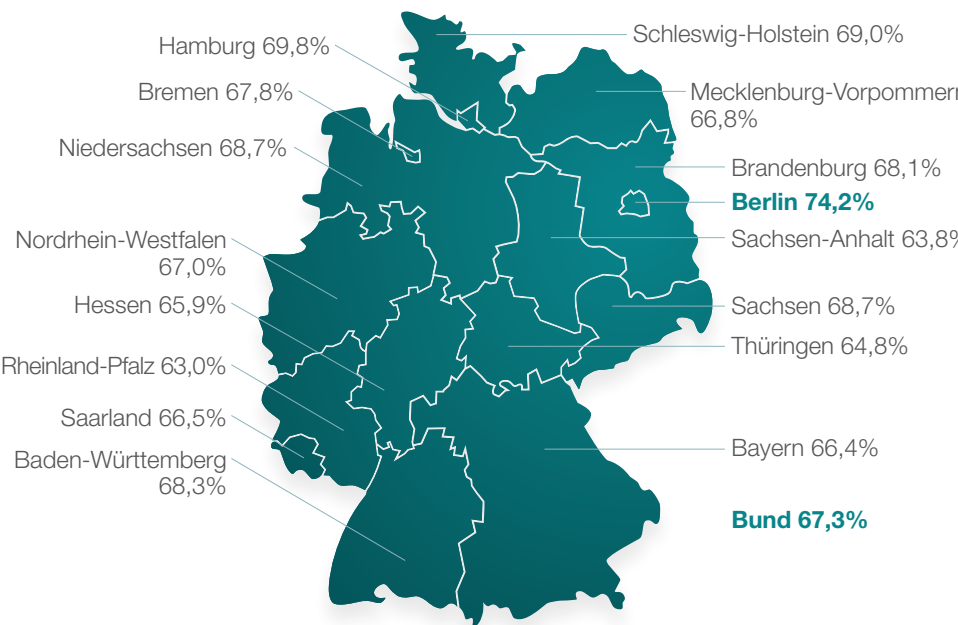 Hamburg 69,8%
Bremen 67,8%
Niedersachsen 68,7%
Nordrhein-Westfalen
67,0%
Hessen 65,9%
Rheinland-Pfalz 63,0%
Saarland 66,5%
Baden-Württemberg
68,3%
Schleswig-Holstein 69,0%
Mecklenburg-Vorpommern
66,8%
Brandenburg 68,1%
Berlin 74,2%
Sachsen-Anhalt 63,8%
Sachsen 68,7%
Thüringen 64,8%
Bayern 66,4%
Bund 67,3%